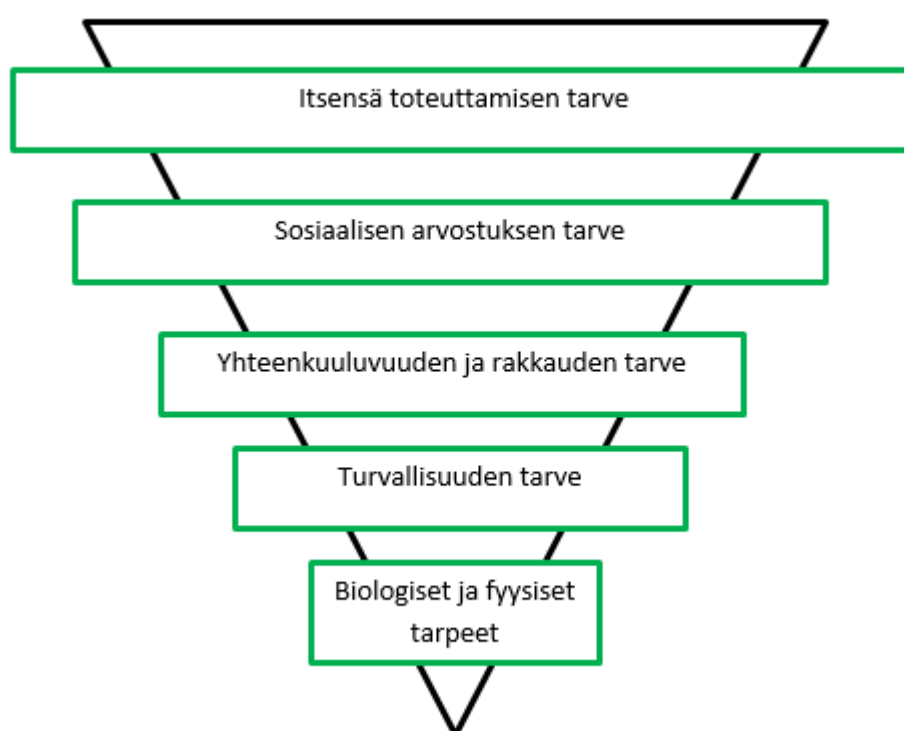 Itsensä toteuttamisen tarve
Sosiaalisen arvostuksen tarve
Yhteenkuuluvuuden ja rakkauden tarve
Turvallisuuden tarve
Biologiset ja fyysiset
tarpeet